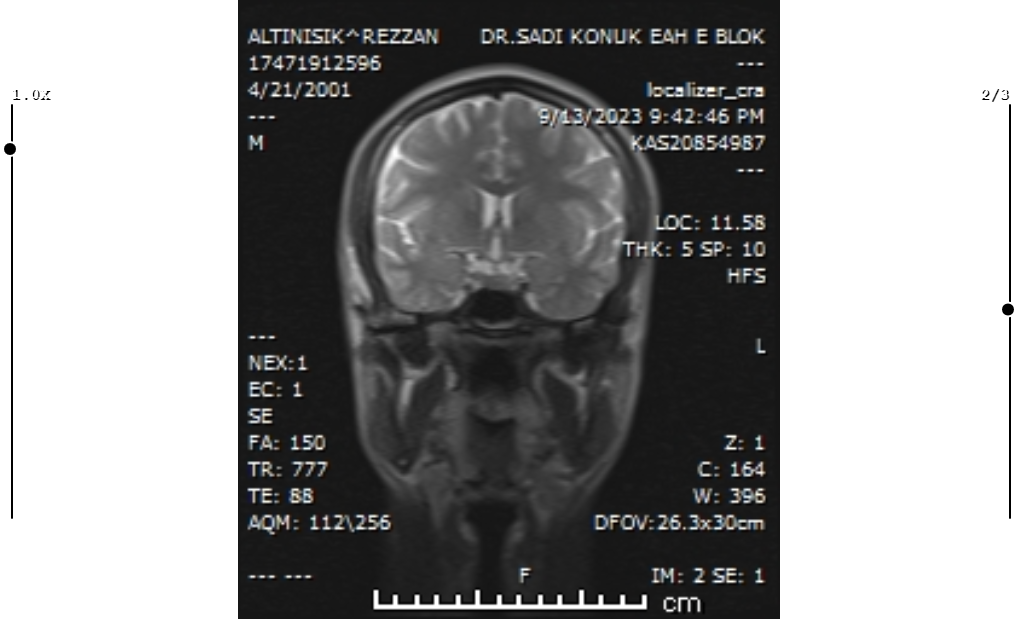 ALTINISIK^REZZAN
DR.SADI KONUK EAH E BLOK
17471912596
---
1.0x
4/21/2001
localizer_cra
2/3
---
9/13/2023 9:42:46 PM
M
KAS20854987
---
LOC: 11.58
THK: 5 SP: 10
HFS
---
L
NEX:1
EC: 1
SE
FA: 150
Z: 1
TR: 777
C: 164
TE: 88
W: 396
AQM: 112\256
DFOV:26.3x30cm
--- ---
F
IM: 2 SE: 1
cm